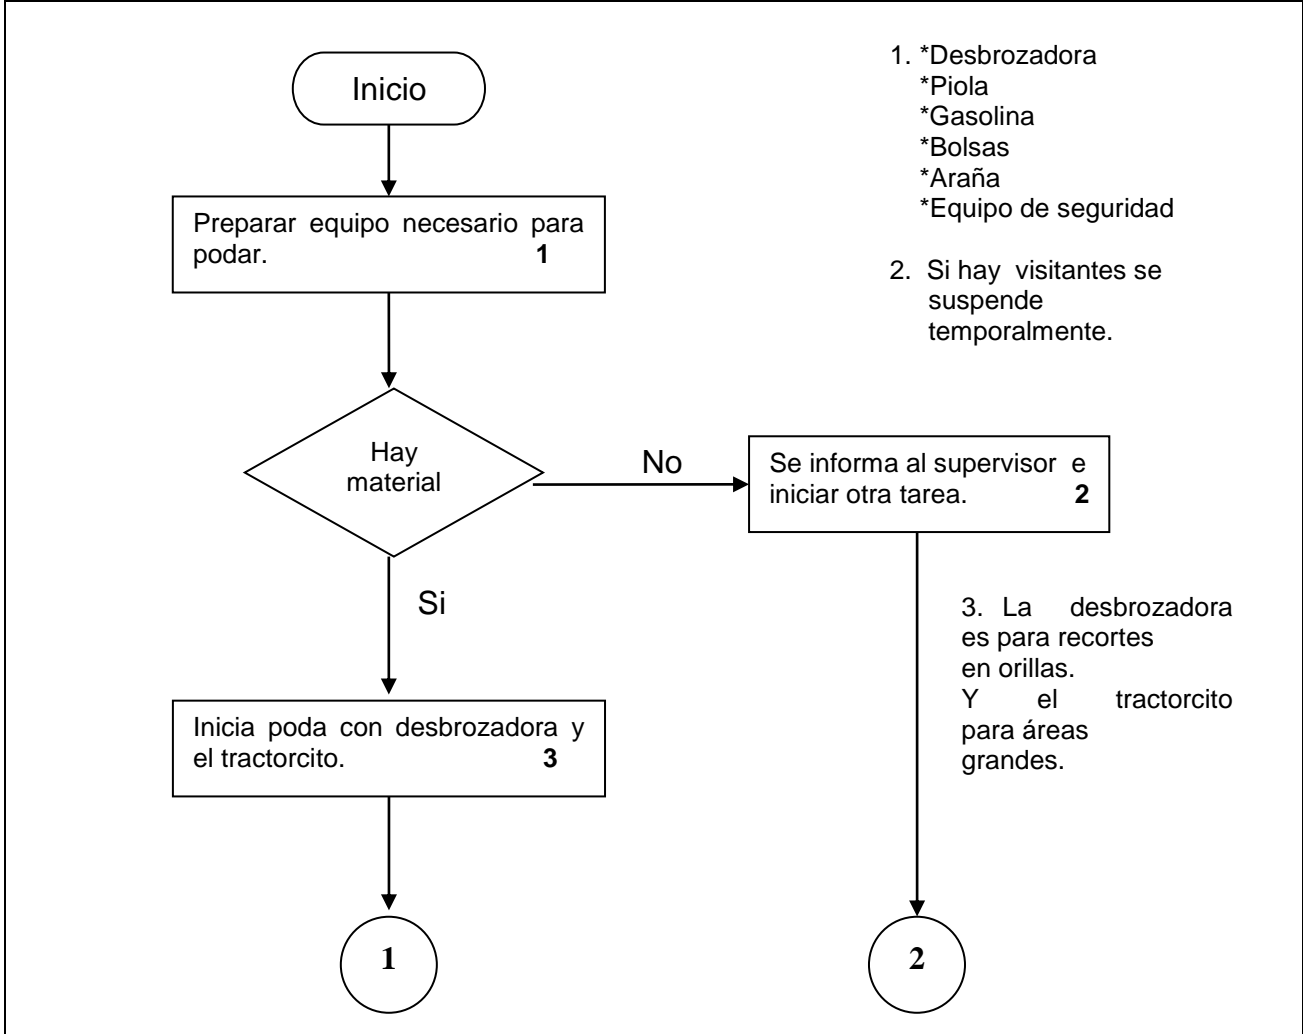 Inicio
1. *Desbrozadora
*Piola
*Gasolina
*Bolsas
*Araña
*Equipo de seguridad
Preparar equipo necesario para
podar. 1
2. Si hay visitantes se
suspende
temporalmente.
Hay
material
No
Se informa al supervisor e
iniciar otra tarea. 2
Si
3. La desbrozadora
es para recortes
en orillas.
Y el tractorcito
para áreas
grandes.
Inicia poda con desbrozadora y
el tractorcito. 3
1
2